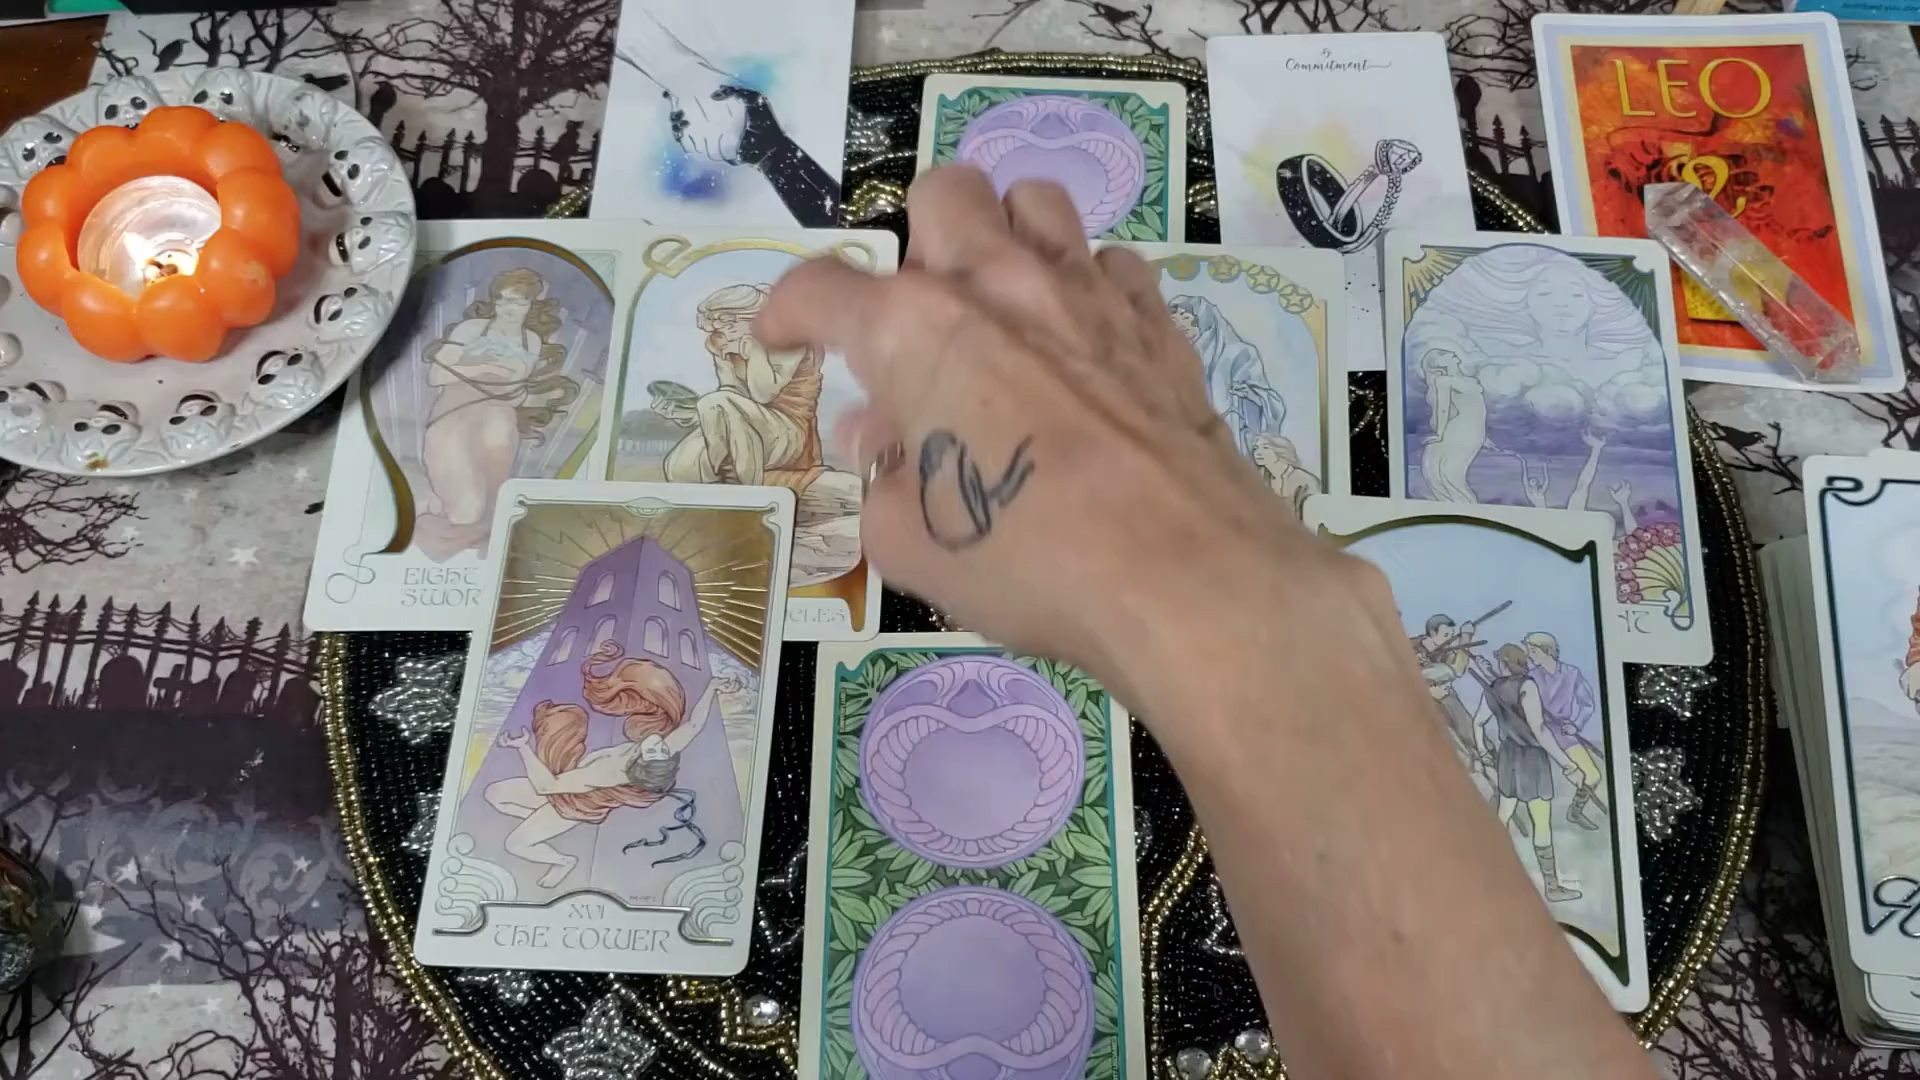 Commitment
LEO
EIGHT
SWOR
CLES
XVI
THE TOWER